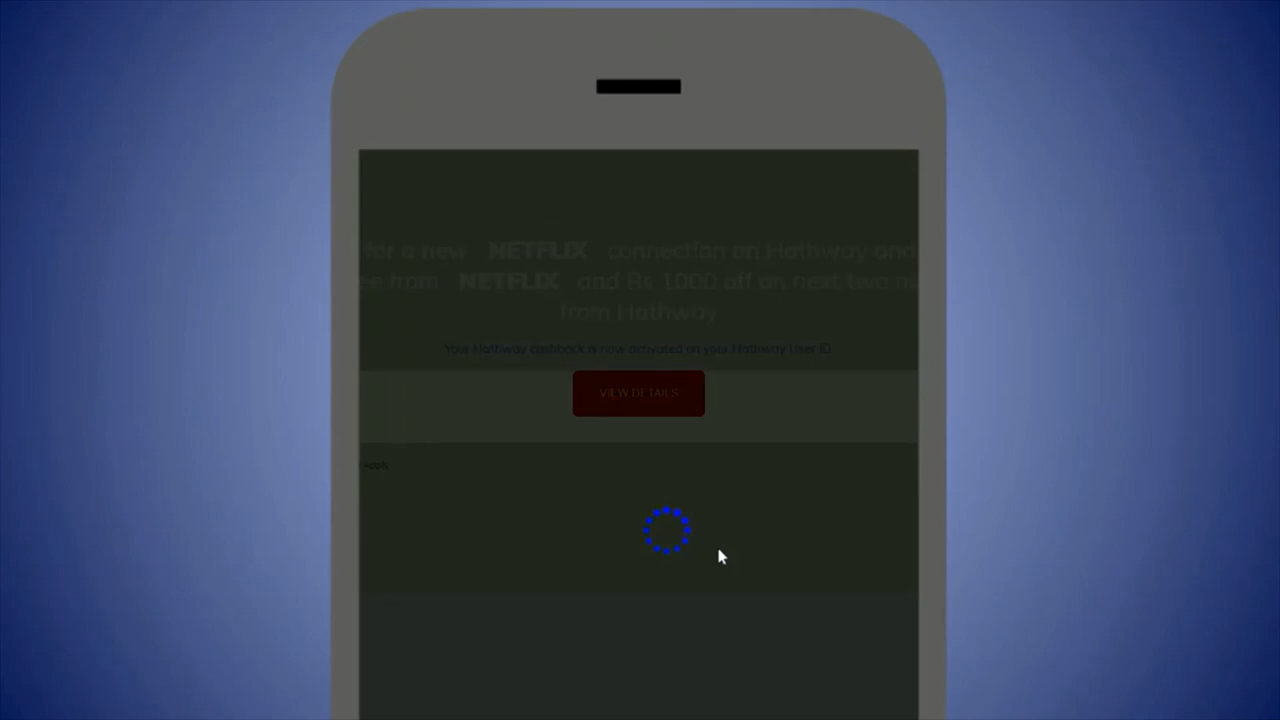 for a new NETFLIX connection on Hathway and
from NETFLIX and Rs 1000 off on next two
from Hathway
Your Hathway cashback is now activated on your Hathway User ID.
VIEW DETAILS
Apply